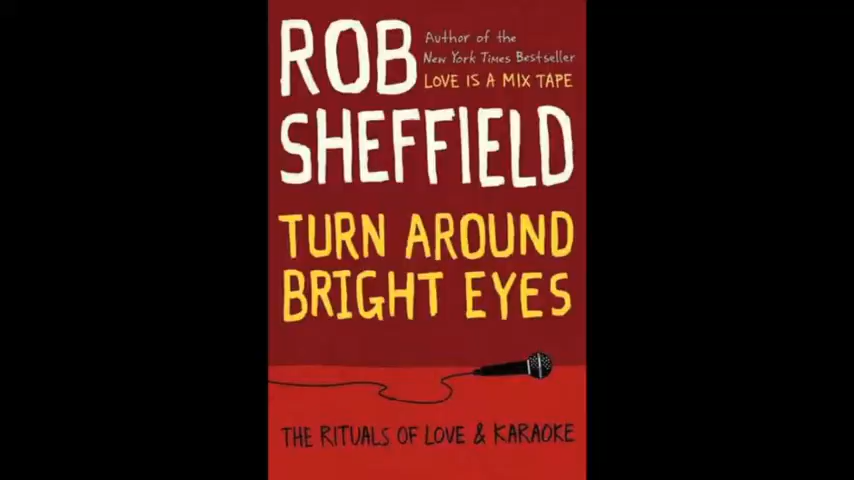 ROB
Author of the
New York Times Bestseller
LOVE IS A MIX TAPE
SHEFFIELD
TURN AROUND
BRIGHT EYES
THE RITUALS OF LOVE & KARAOKE